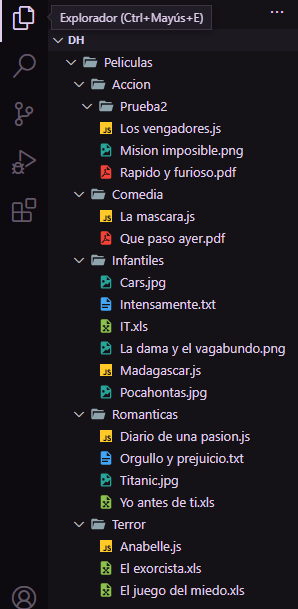 Explorador (Ctrl+Mayús+E)
DH
Peliculas
Accion
Prueba2
Los vengadores.js
Mision imposible.png
Rapido y furioso.pdf
Comedia
La mascara.js
Que paso ayer.pdf
Infantiles
Cars.jpg
Intensamente.txt
IT.xls
La dama y el vagabundo.png
Madagascar.js
Pocahontas.jpg
Romanticas
Diario de una pasion.js
Orgullo y prejuicio.txt
Titanic.jpg
Yo antes de ti.xls
Terror
Anabelle.js
El exorcista.xls
El juego del miedo.xls